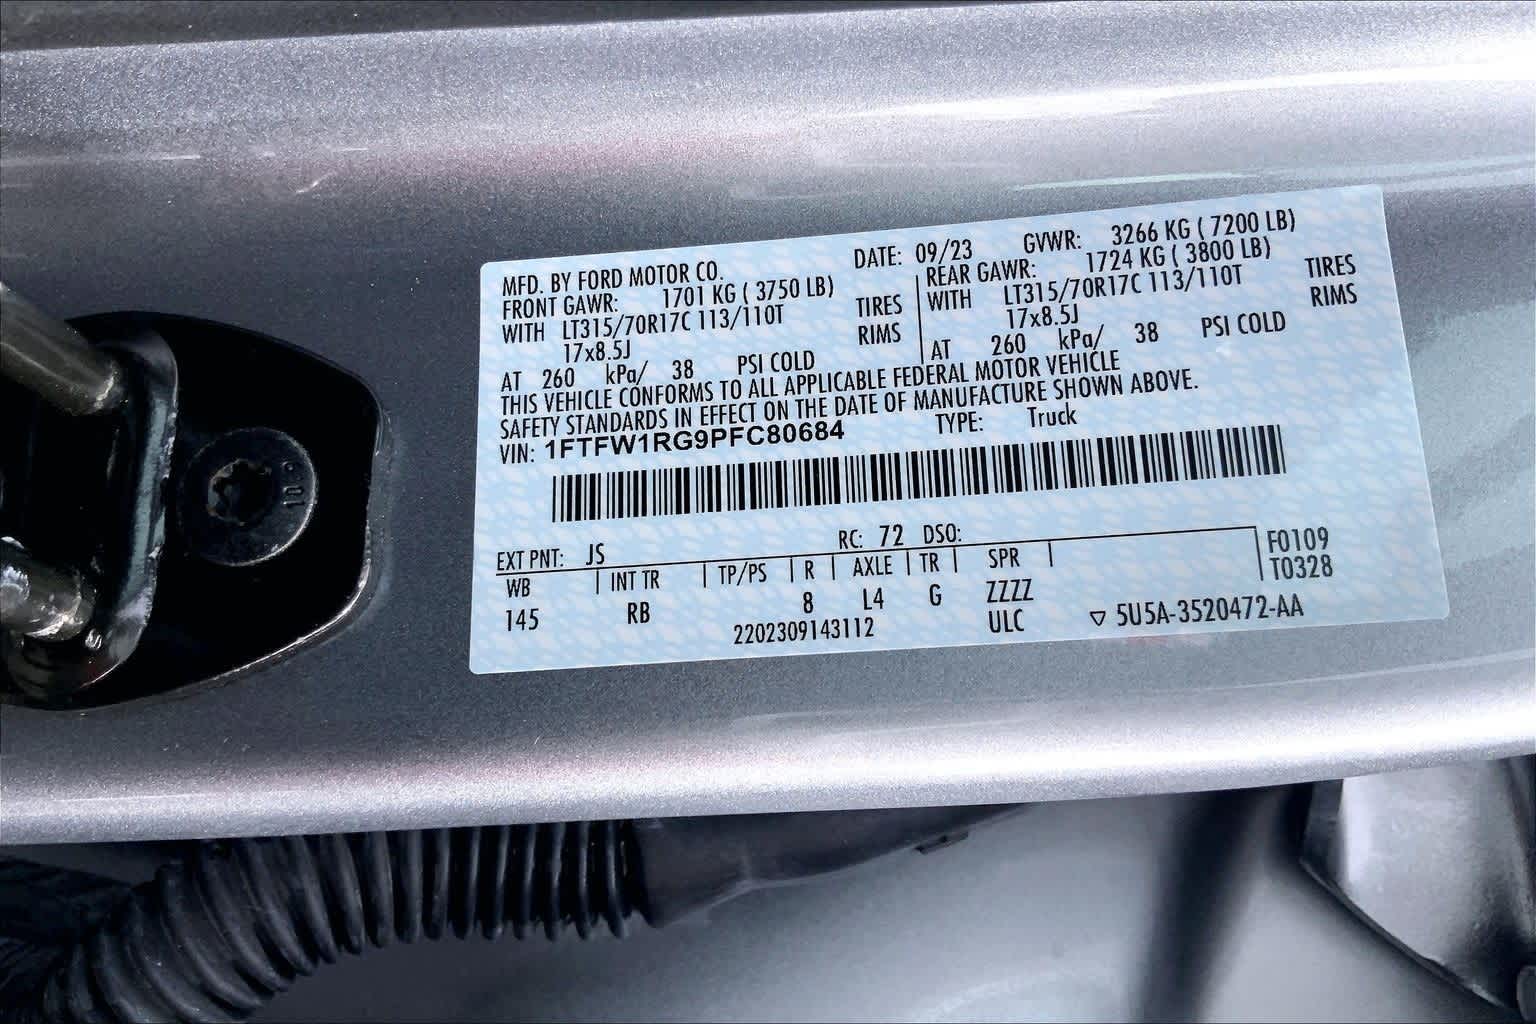 MFD. BY FORD MOTOR CO. DATE: 09/23 GVWR: 3266 KG ( 7200 LB)
FRONT GAWR: 1701 KG ( 3750 LB) REAR GAWR: 1724 KG ( 3800 LB)
WITH LT315/70R17C 113/110T TIRES WITH LT315/70R17C 113/110T TIRES
17x8.5J RIMS 17x8.5J RIMS
AT 260 kPa/ 38 PSI COLD AT 260 kPa/ 38 PSI COLD
THIS VEHICLE CONFORMS TO ALL APPLICABLE FEDERAL MOTOR VEHICLE
SAFETY STANDARDS IN EFFECT ON THE DATE OF MANUFACTURE SHOWN ABOVE.
VIN: 1FTFW1RG9PFC80684 TYPE: Truck
EXT PNT: JS RC: 72 DSO:
WB INT TR TP/PS R AXLE TR SPR F0109
145 RB 8 L4 G ZZZZ T0328
2202309143112 ULC ▽ 5U5A-3520472-AA
10.9